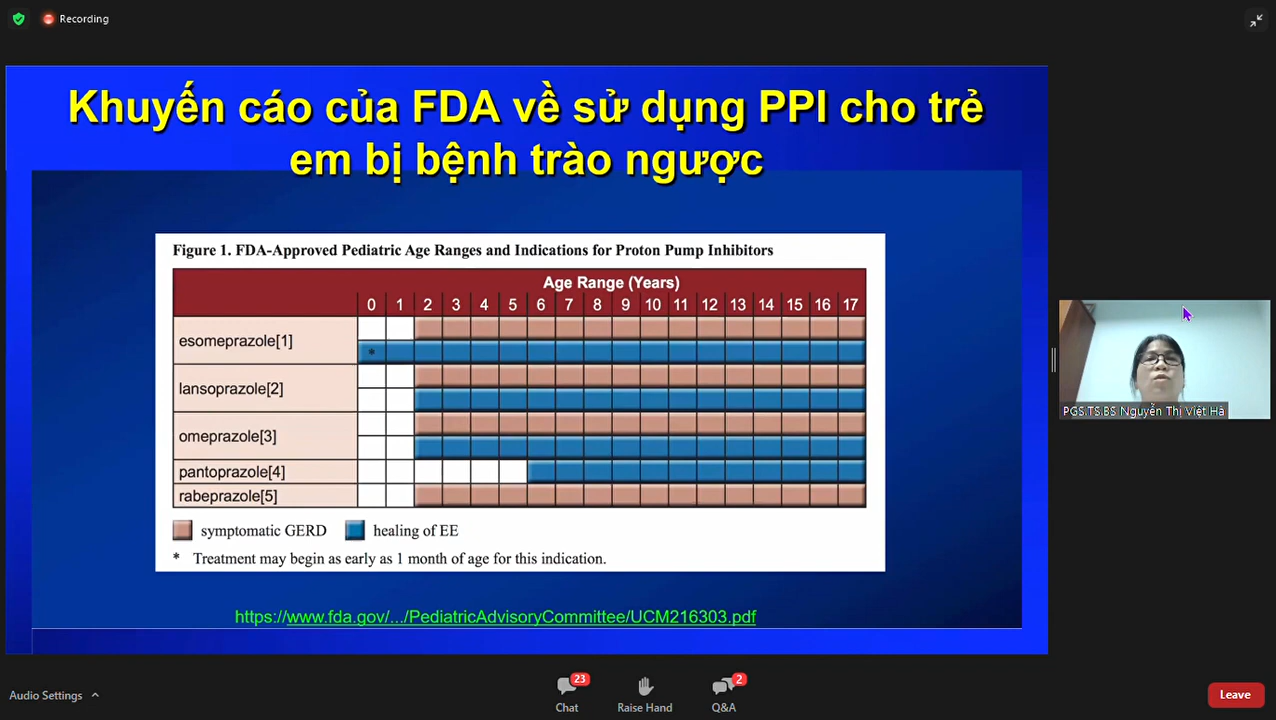 Recording
Khuyến cáo của FDA về sử dụng PPI cho trẻ
em bị bệnh trào ngược
Figure 1. FDA-Approved Pediatric Age Ranges and Indications for Proton Pump Inhibitors
Age Range (Years)
0 1 2 3 4 5 6 7 8 9 10 11 12 13 14 15 16 17
esomeprazole[1]
*
lansoprazole[2]
omeprazole[3]
pantoprazole[4]
rabeprazole[5]
symptomatic GERD healing of EE
* Treatment may begin as early as 1 month of age for this indication.
https://www.fda.gov/.../PediatricAdvisoryCommittee/UCM216303.pdf
PGS.TS.BS Nguyễn Thị Việt Hà
Audio Settings
23
Chat
Raise Hand
2
Q&A
Leave